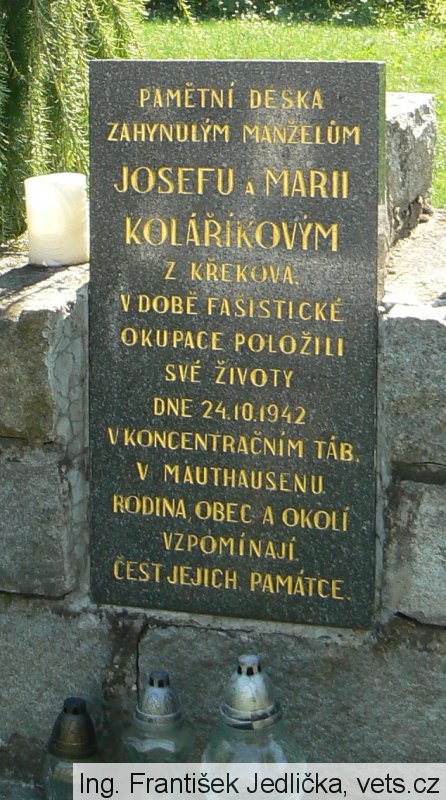 PAMĚTNÍ DESKA
ZAHYNULÝM MANŽELŮM
JOSEFU A MARII
KOLÁŘÍKOVÝM
Z KŘEKOVA,
V DOBĚ FASISTICKÉ
OKUPACE POLOŽILI
SVÉ ŽIVOTY
DNE 24.10.1942
V KONCENTRAČNÍM TÁB.
V MAUTHAUSENU.
RODINA, OBEC A OKOLÍ
VZPOMÍNAJÍ.
ČEST JEJICH PAMÁTCE.
Ing. František Jedlička, vets.cz